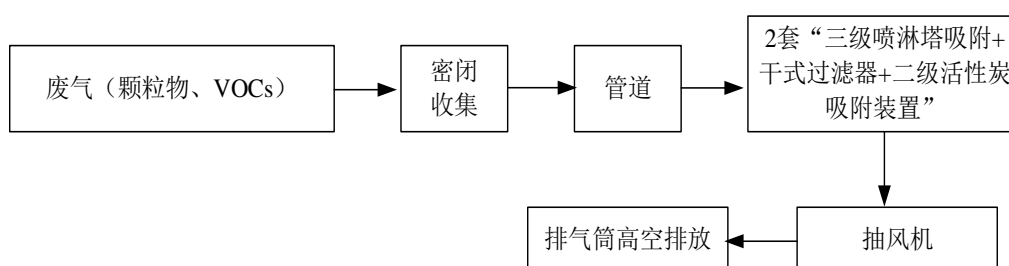 废气（颗粒物、VOCs）
密闭
收集
管道
2套“三级喷淋塔吸附+
干式过滤器+二级活性炭
吸附装置”
排气筒高空排放
抽风机